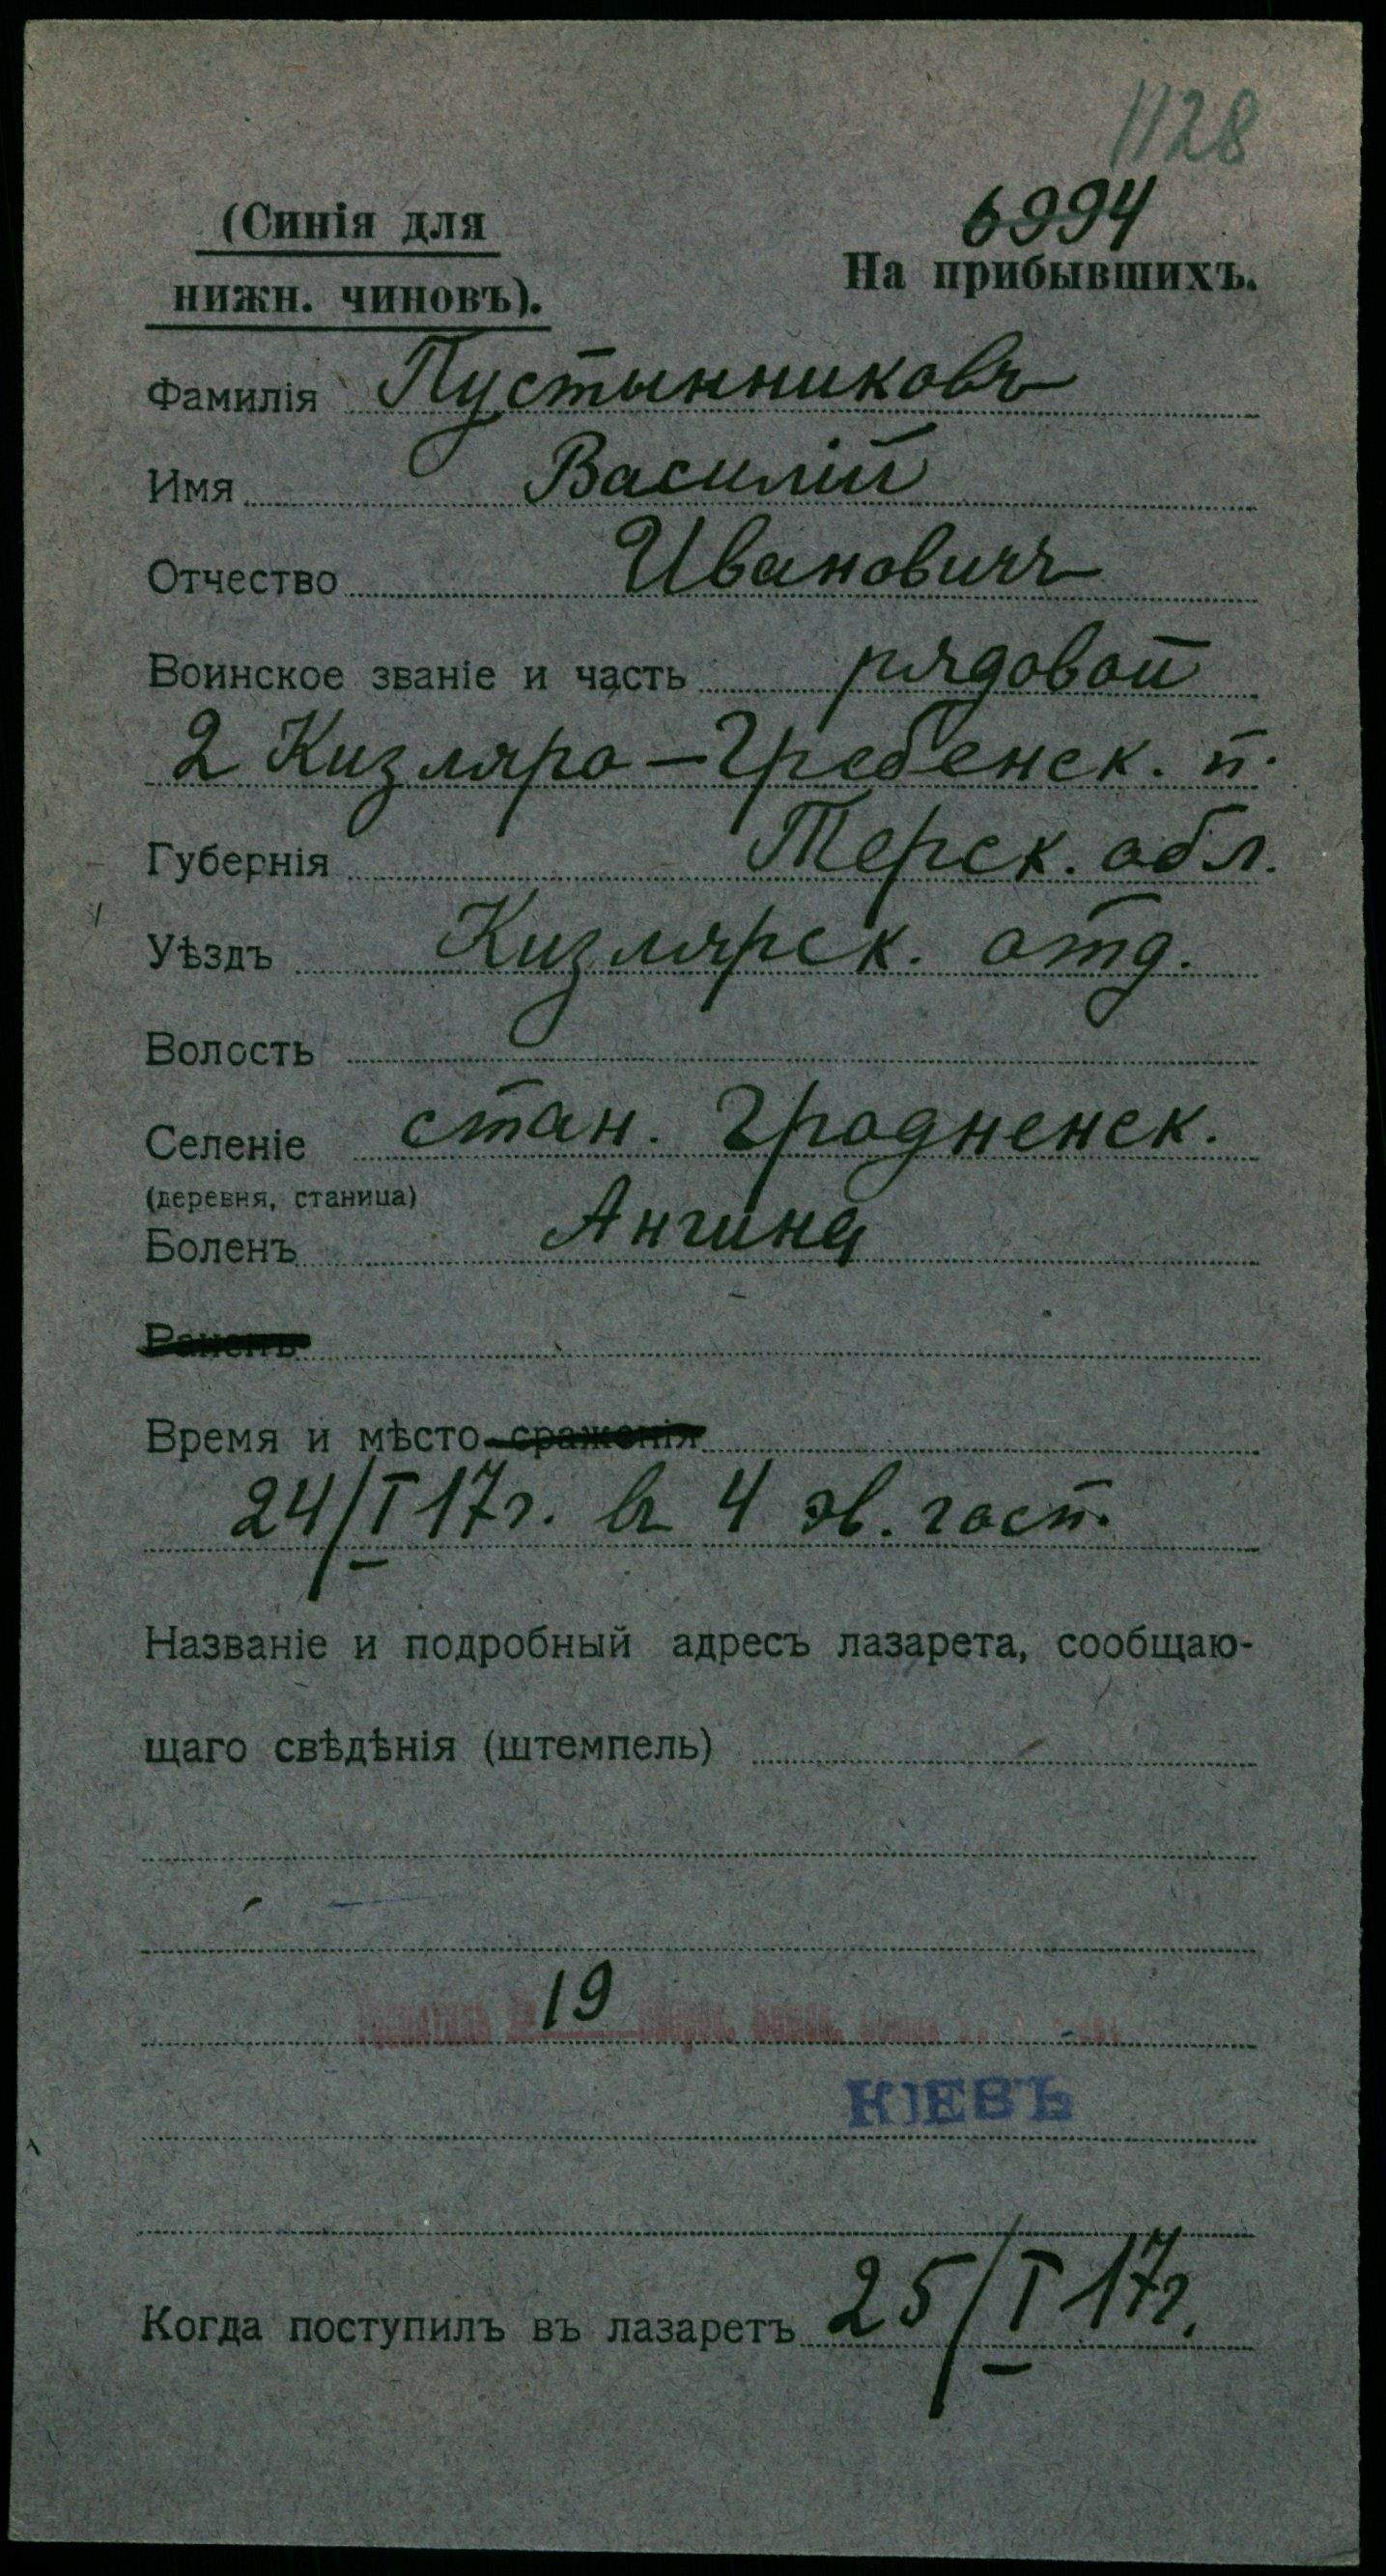 1128
6994
(Синія для
нижн. чиновъ).
На прибывшихъ.
Фамилія Пустынниковъ
Имя Василій
Отчество Ивановичъ
Воинское званіе и часть рядовой
2 Кизляро-Гребенск. п.
Губернія Терск. обл.
Уѣздъ Кизлярск. отд.
Волость
Селеніе стан. Гродненск.
(деревня, станица)
Боленъ Ангина
Раненъ
Время и мѣсто сраженія
24/I 17г. въ 4 эв. госп.
Названіе и подробный адресъ лазарета, сообщаю-
щаго свѣдѣнія (штемпель)
19
КІЕВЪ
Когда поступилъ въ лазаретъ 25/I 17г.